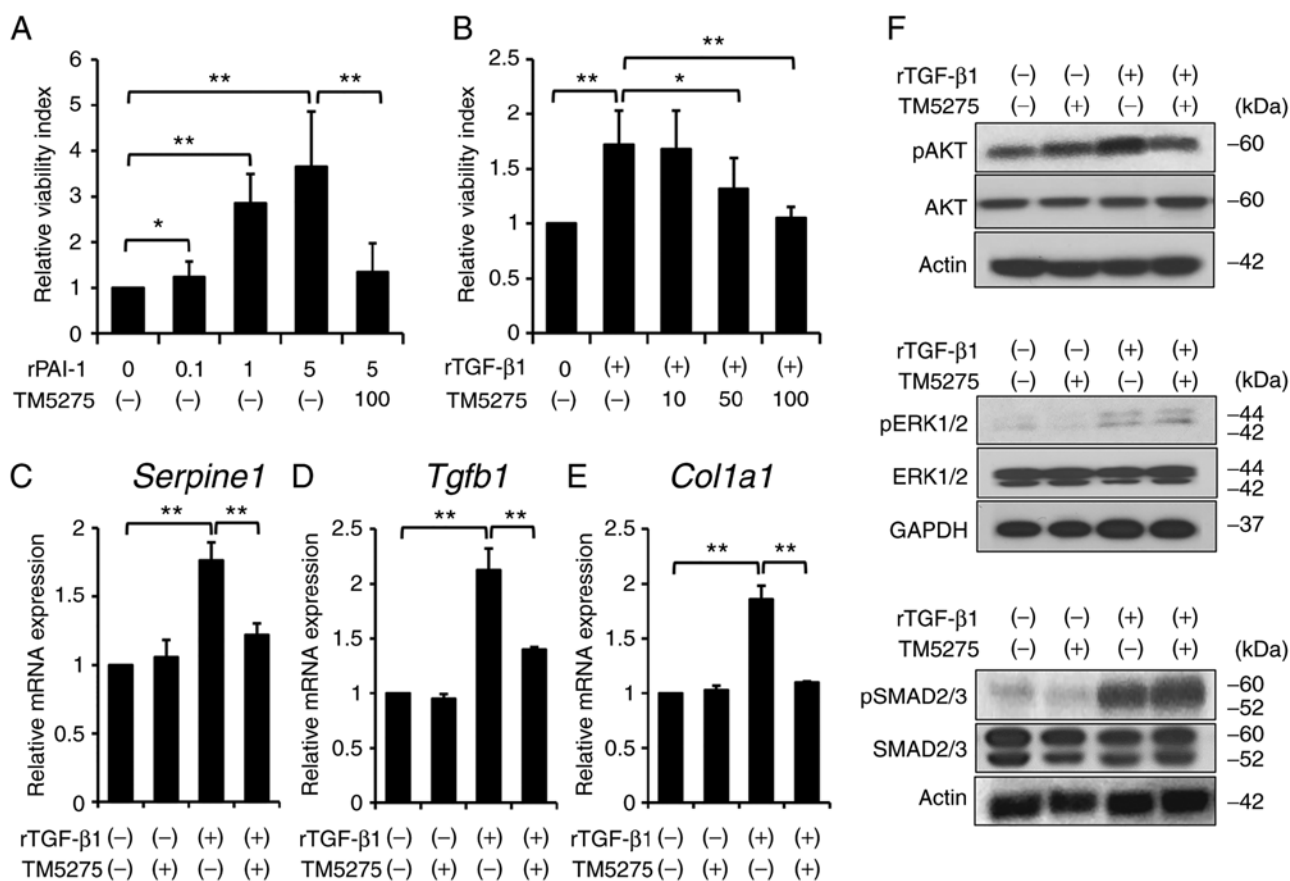 A
Relative viability index
6
5
4
3
2
1
0
**
**
**
*
rPAI-1 0 0.1 1 5 5
TM5275 (–) (–) (–) (–) 100
B
Relative viability index
2.5
2
1.5
1
0.5
0
**
**
*
rTGF-β1 0 (+) (+) (+) (+)
TM5275 (–) (–) 10 50 100
C Serpine1
Relative mRNA expression
2
1.5
1
0.5
0
** **
rTGF-β1 (–) (–) (+) (+)
TM5275 (–) (+) (–) (+)
D Tgfb1
Relative mRNA expression
2.5
2
1.5
1
0.5
0
** **
(–) (–) (+) (+)
(–) (+) (–) (+)
E Col1a1
Relative mRNA expression
2.5
2
1.5
1
0.5
0
** **
(–) (–) (+) (+)
(–) (+) (–) (+)
F
rTGF-β1 (–) (–) (+) (+)
TM5275 (–) (+) (–) (+) (kDa)
pAKT –60
AKT –60
Actin –42
rTGF-β1 (–) (–) (+) (+)
TM5275 (–) (+) (–) (+) (kDa)
pERK1/2 –44
–42
ERK1/2 –44
–42
GAPDH –37
rTGF-β1 (–) (–) (+) (+)
TM5275 (–) (+) (–) (+) (kDa)
pSMAD2/3 –60
–52
SMAD2/3 –60
–52
Actin –42